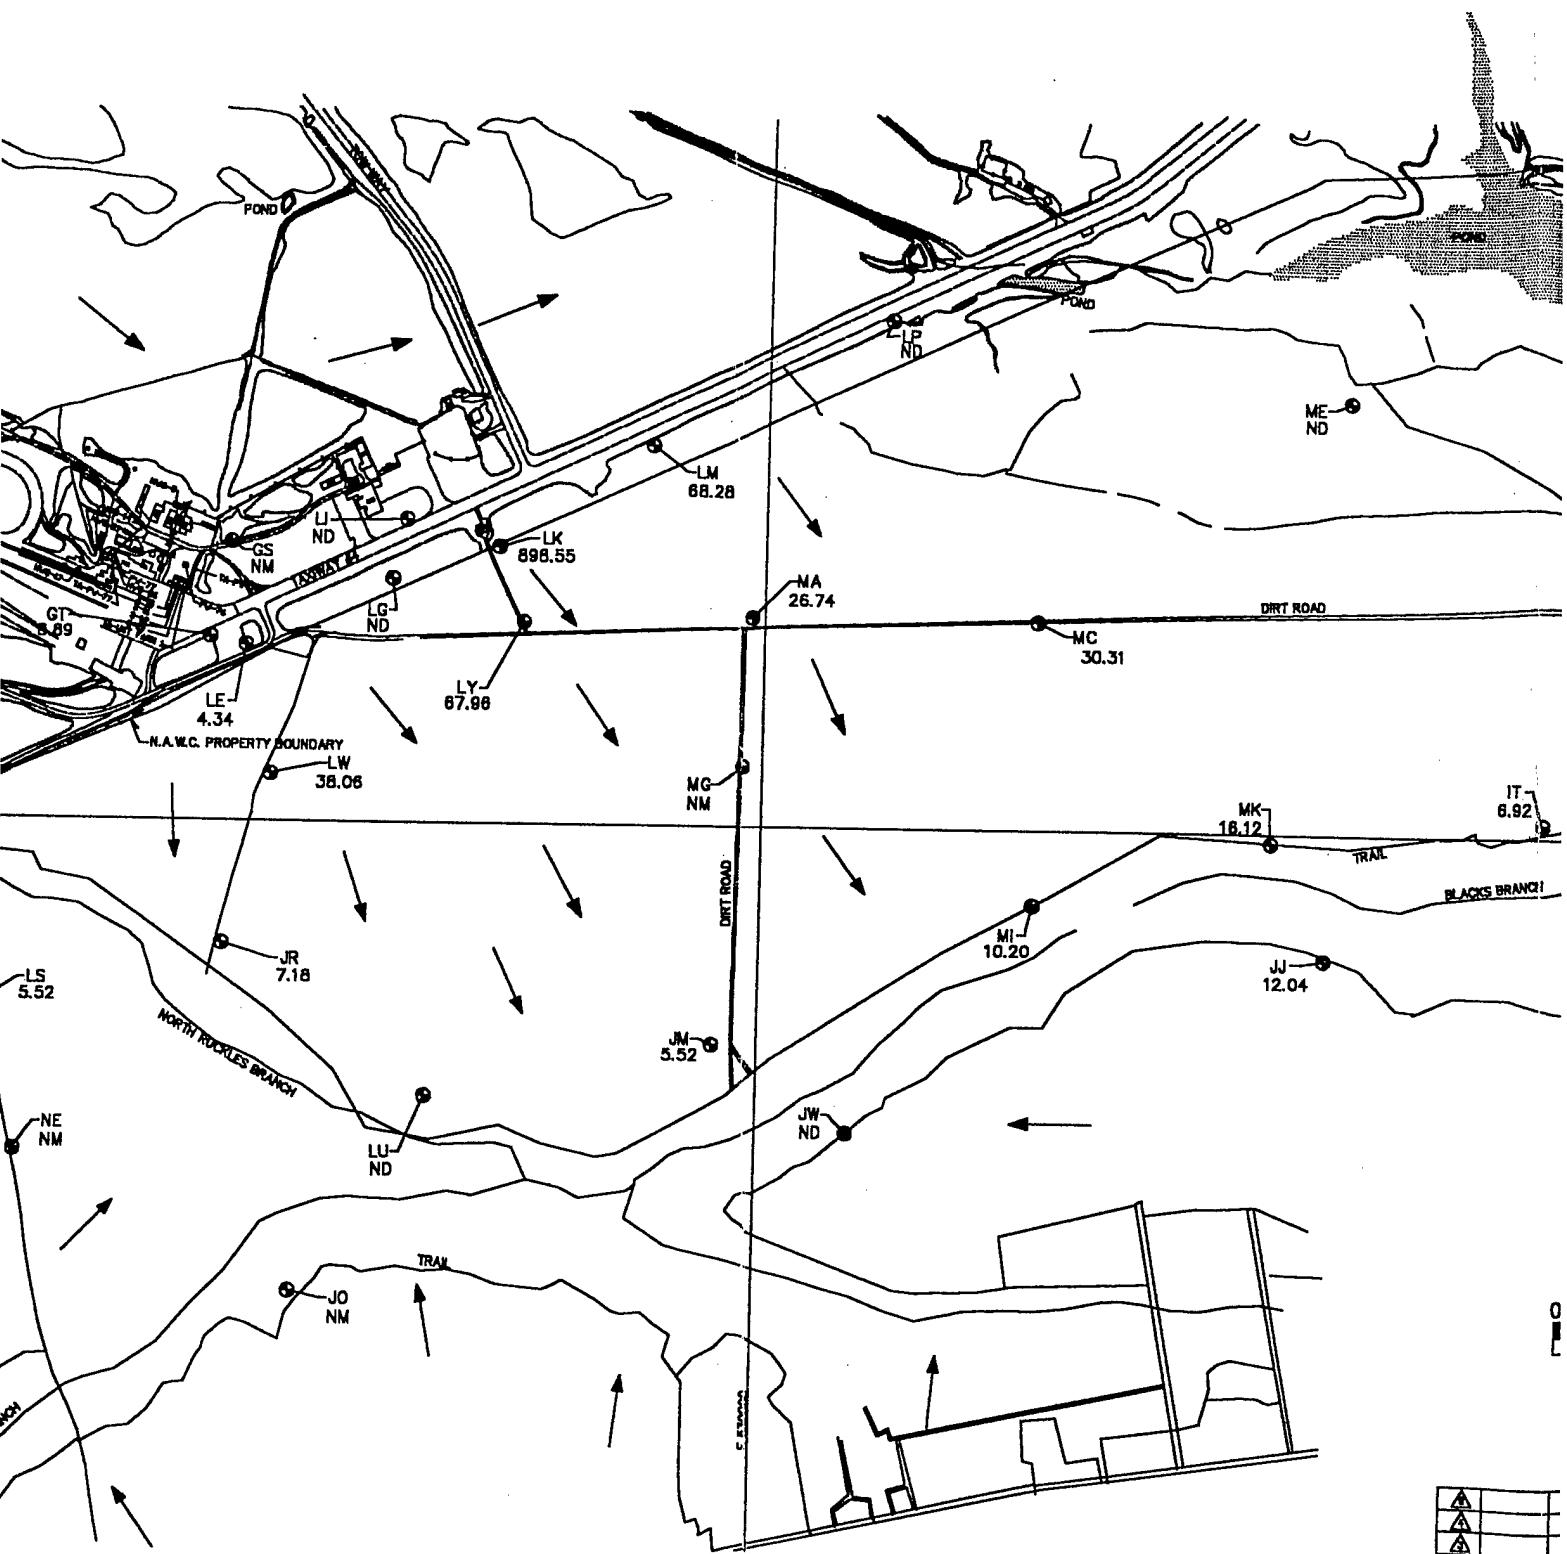 RUNWAY
POND
POND
POND
LP
ND
ME
ND
LM
68.28
LI
ND
LK
898.55
GS
NM
TAXIWAY
LG
ND
MA
26.74
DIRT ROAD
MC
30.31
GT
LE
4.34
LY
67.96
N.A.W.C. PROPERTY BOUNDARY
LW
38.06
MG
NM
MK
16.12
IT
6.92
TRAIL
DIRT ROAD
BLACKS BRANCH
MI
10.20
JR
7.18
JJ
12.04
LS
5.52
NORTH RUCKLES BRANCH
JM
5.52
NE
NM
JW
ND
LU
ND
TRAIL
JO
NM
0